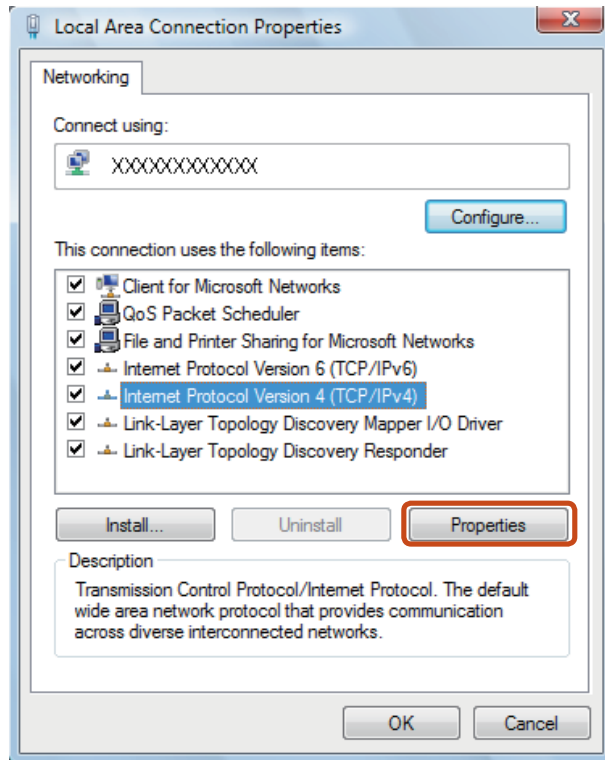 Local Area Connection Properties
Networking
Connect using:
XXXXXXXXXXXX
Configure...
This connection uses the following items:
Client for Microsoft Networks
QoS Packet Scheduler
File and Printer Sharing for Microsoft Networks
Internet Protocol Version 6 (TCP/IPv6)
Internet Protocol Version 4 (TCP/IPv4)
Link-Layer Topology Discovery Mapper I/O Driver
Link-Layer Topology Discovery Responder
Install... Uninstall Properties
Description
Transmission Control Protocol/Internet Protocol. The default
wide area network protocol that provides communication
across diverse interconnected networks.
OK Cancel